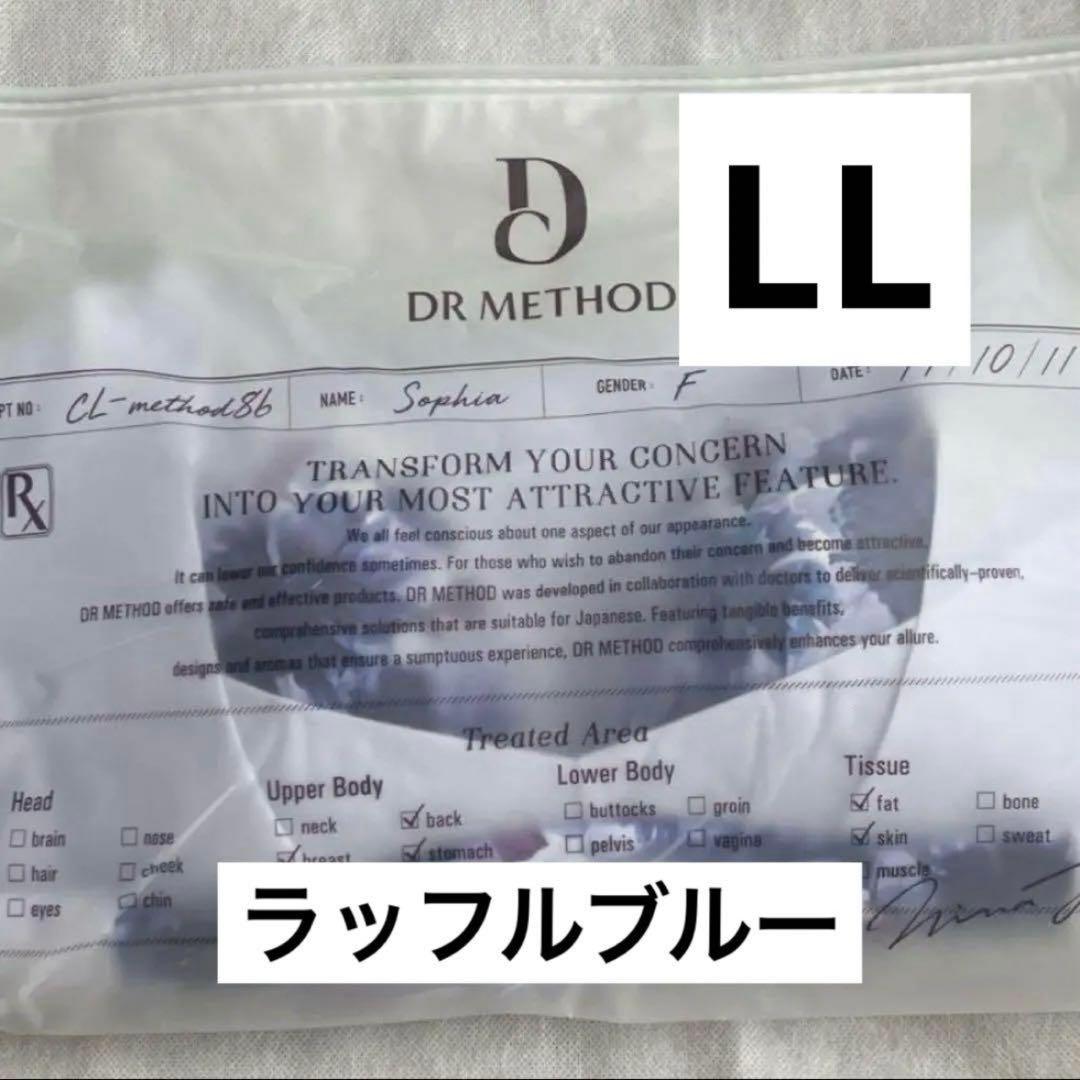 DC
DR METHOD
LL
PT NO: CL-method86 NAME: Sophia GENDER: F DATE: 10/11
Rx
TRANSFORM YOUR CONCERN
INTO YOUR MOST ATTRACTIVE FEATURE.
We all feel conscious about one aspect of our appearance.
It can lower our confidence sometimes. For those who wish to abandon their concern and become attractive,
DR METHOD offers safe and effective products. DR METHOD was developed in collaboration with doctors to deliver scientifically-proven,
comprehensive solutions that are suitable for Japanese. Featuring tangible benefits,
designs and aromas that ensure a sumptuous experience, DR METHOD comprehensively enhances your allure.
Treated Area
Head
brain nose
hair cheek
eyes chin
Upper Body
neck back
breast stomach
Lower Body
buttocks groin
pelvis vagina
Tissue
fat bone
skin sweat
muscle
ラッフルブルー